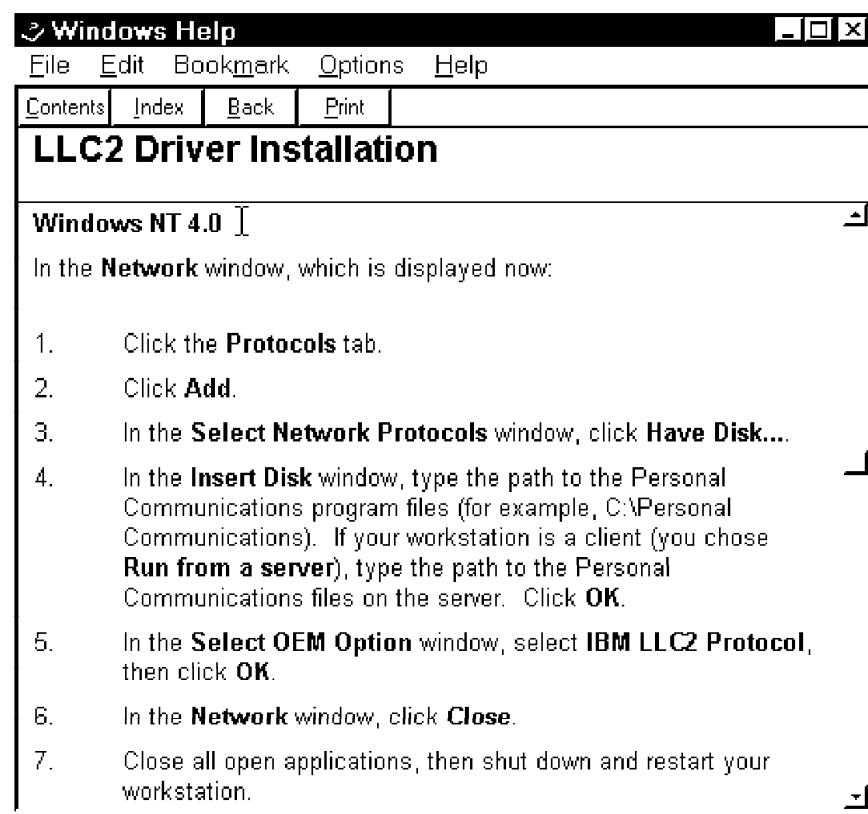 Windows Help
File Edit Bookmark Options Help
Contents Index Back Print
LLC2 Driver Installation
Windows NT 4.0
In the Network window, which is displayed now:
1. Click the Protocols tab.
2. Click Add.
3. In the Select Network Protocols window, click Have Disk....
4. In the Insert Disk window, type the path to the Personal
Communications program files (for example, C:\Personal
Communications). If your workstation is a client (you chose
Run from a server), type the path to the Personal
Communications files on the server. Click OK.
5. In the Select OEM Option window, select IBM LLC2 Protocol,
then click OK.
6. In the Network window, click Close.
7. Close all open applications, then shut down and restart your
workstation.